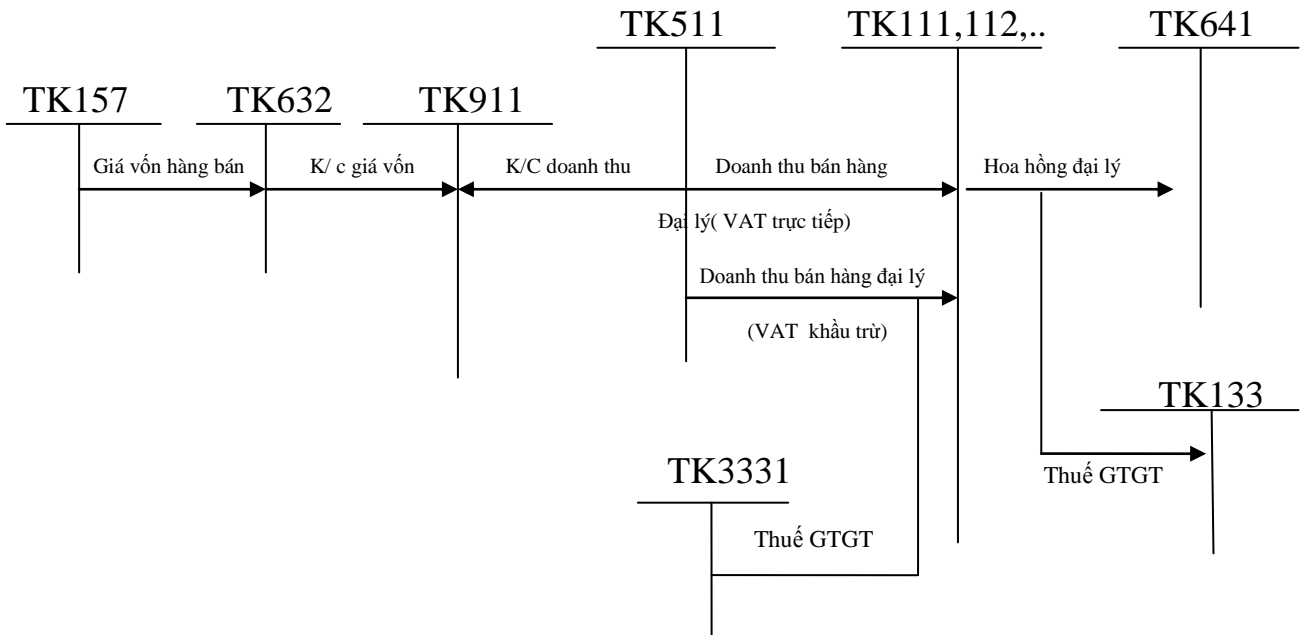 TK511
TK111,112,..
TK641
TK157
TK632
TK911
Giá vốn hàng bán
K/ c giá vốn
K/C doanh thu
Doanh thu bán hàng
Hoa hồng đại lý
Đại lý( VAT trực tiếp)
Doanh thu bán hàng đại lý
(VAT khầu trừ)
TK133
TK3331
Thuế GTGT
Thuế GTGT